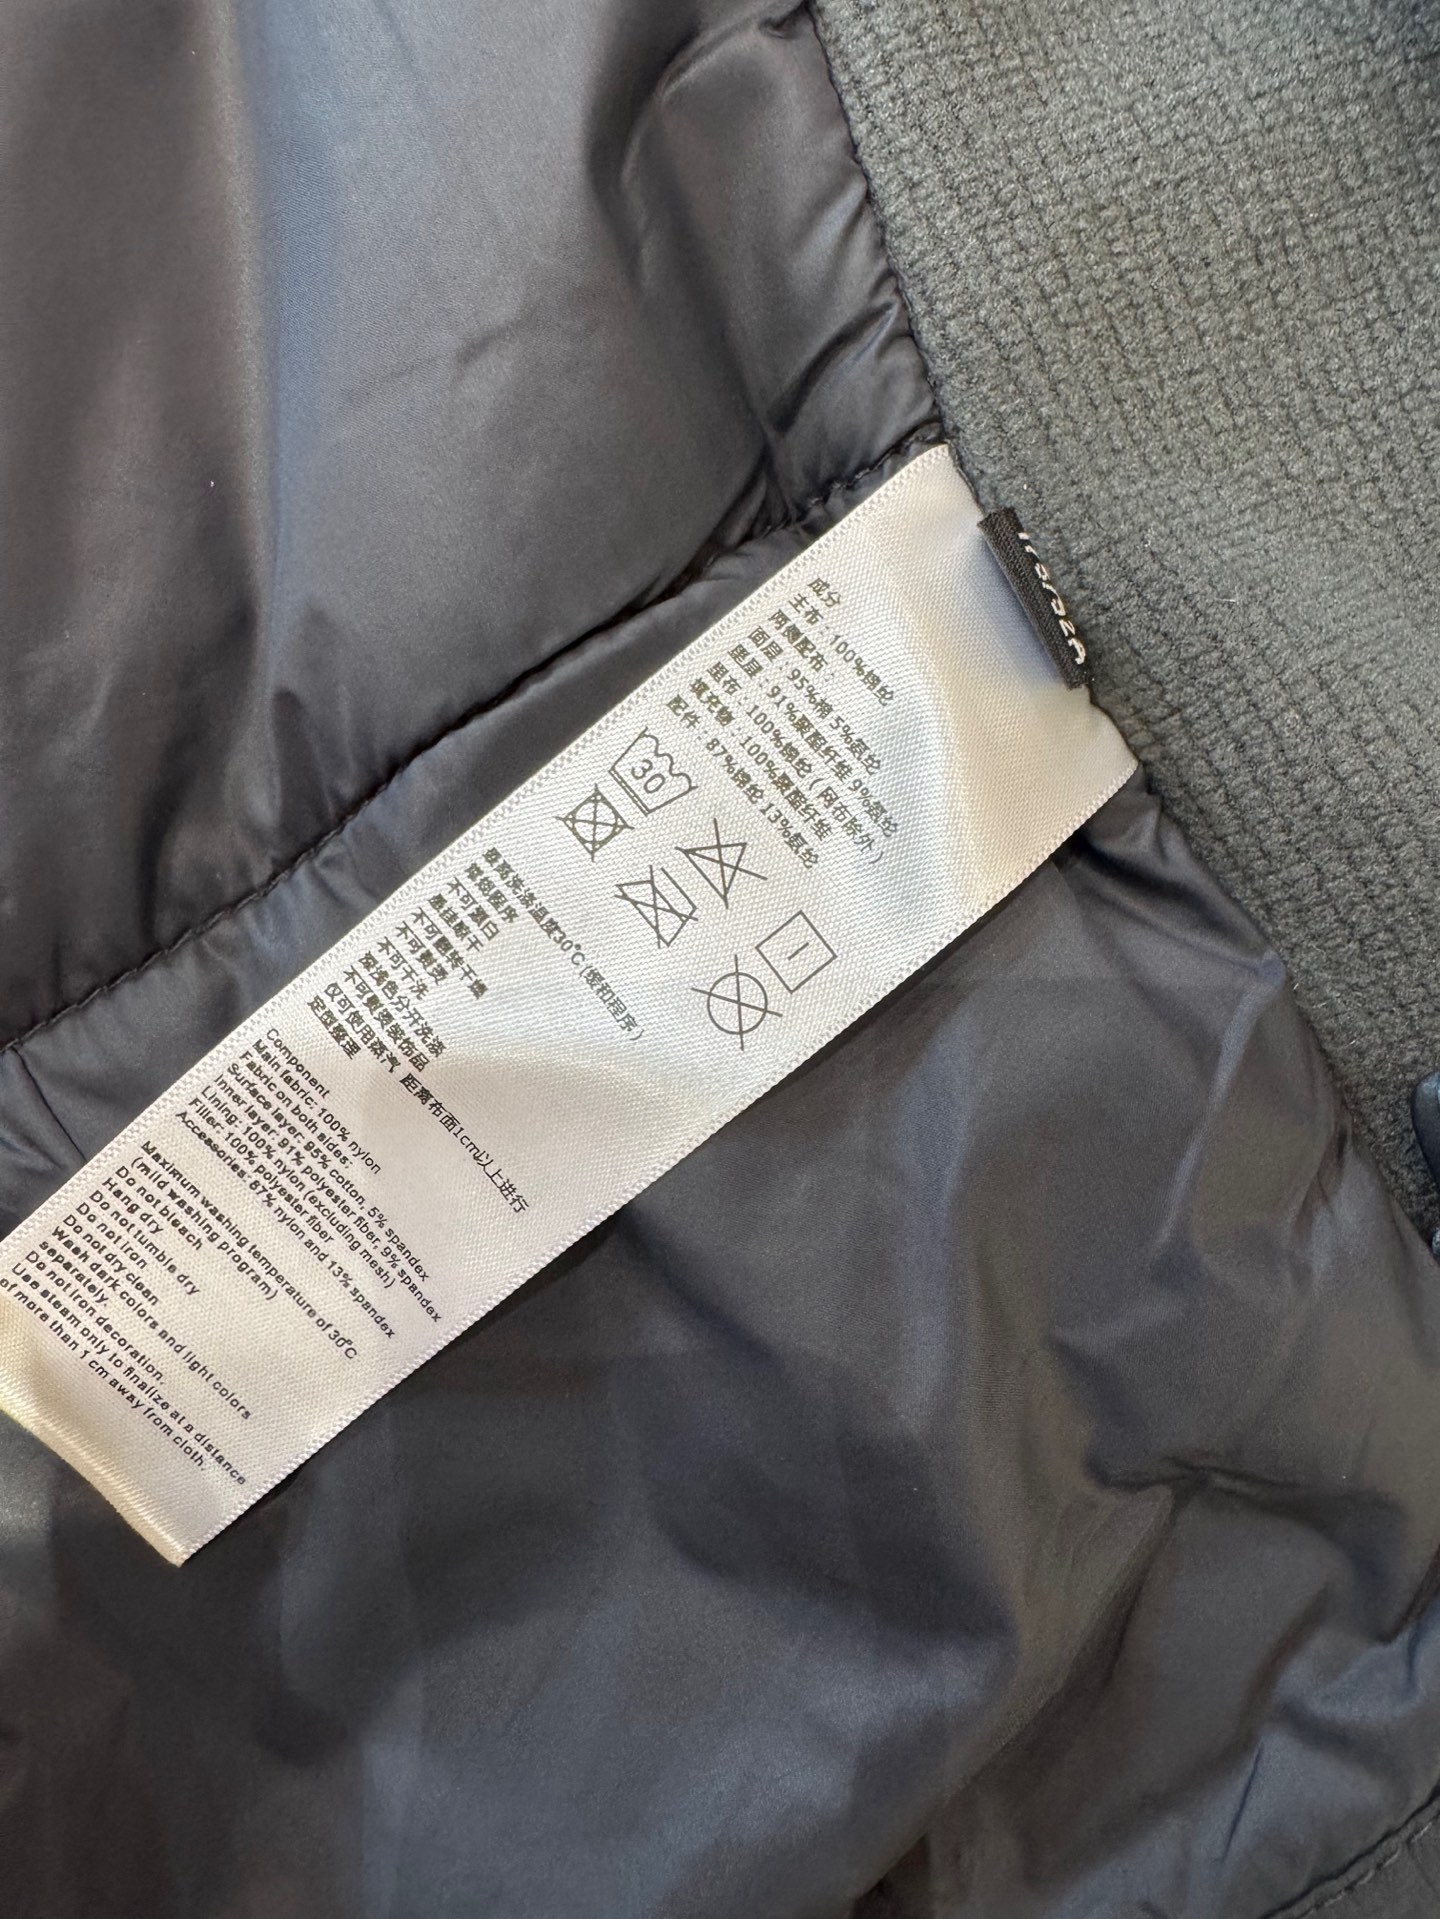 成分
主布：100%锦纶
两侧配布：
面层：95%棉 5%氨纶
里层：91%聚酯纤维 9%氨纶
里布：100%锦纶 (网布除外)
填充物：100%聚酯纤维
配件：87%锦纶 13%氨纶
30
最高洗涤温度30℃(缓和程序)
常规程序
不可漂白
悬挂晾干
不可翻转干燥
不可熨烫
不可干洗
深浅色分开洗涤
不可熨烫装饰品
仅可使用蒸汽 距离布面1cm以上进行
定型整理
Component
Main fabric: 100% nylon
Fabric on both sides:
Surface layer: 95% cotton, 5% spandex
Inner layer: 91% polyester fiber, 9% spandex
Lining: 100% nylon (excluding mesh)
Filler: 100% polyester fiber
Accessories: 87% nylon and 13% spandex
Maximum washing temperature of 30℃
(mild washing program)
Do not bleach
Hang dry
Do not tumble dry
Do not iron
Do not dry clean
Wash dark colors and light colors
separately.
Do not iron decoration.
Use steam only to finalize at a distance
of more than 1 cm away from cloth.